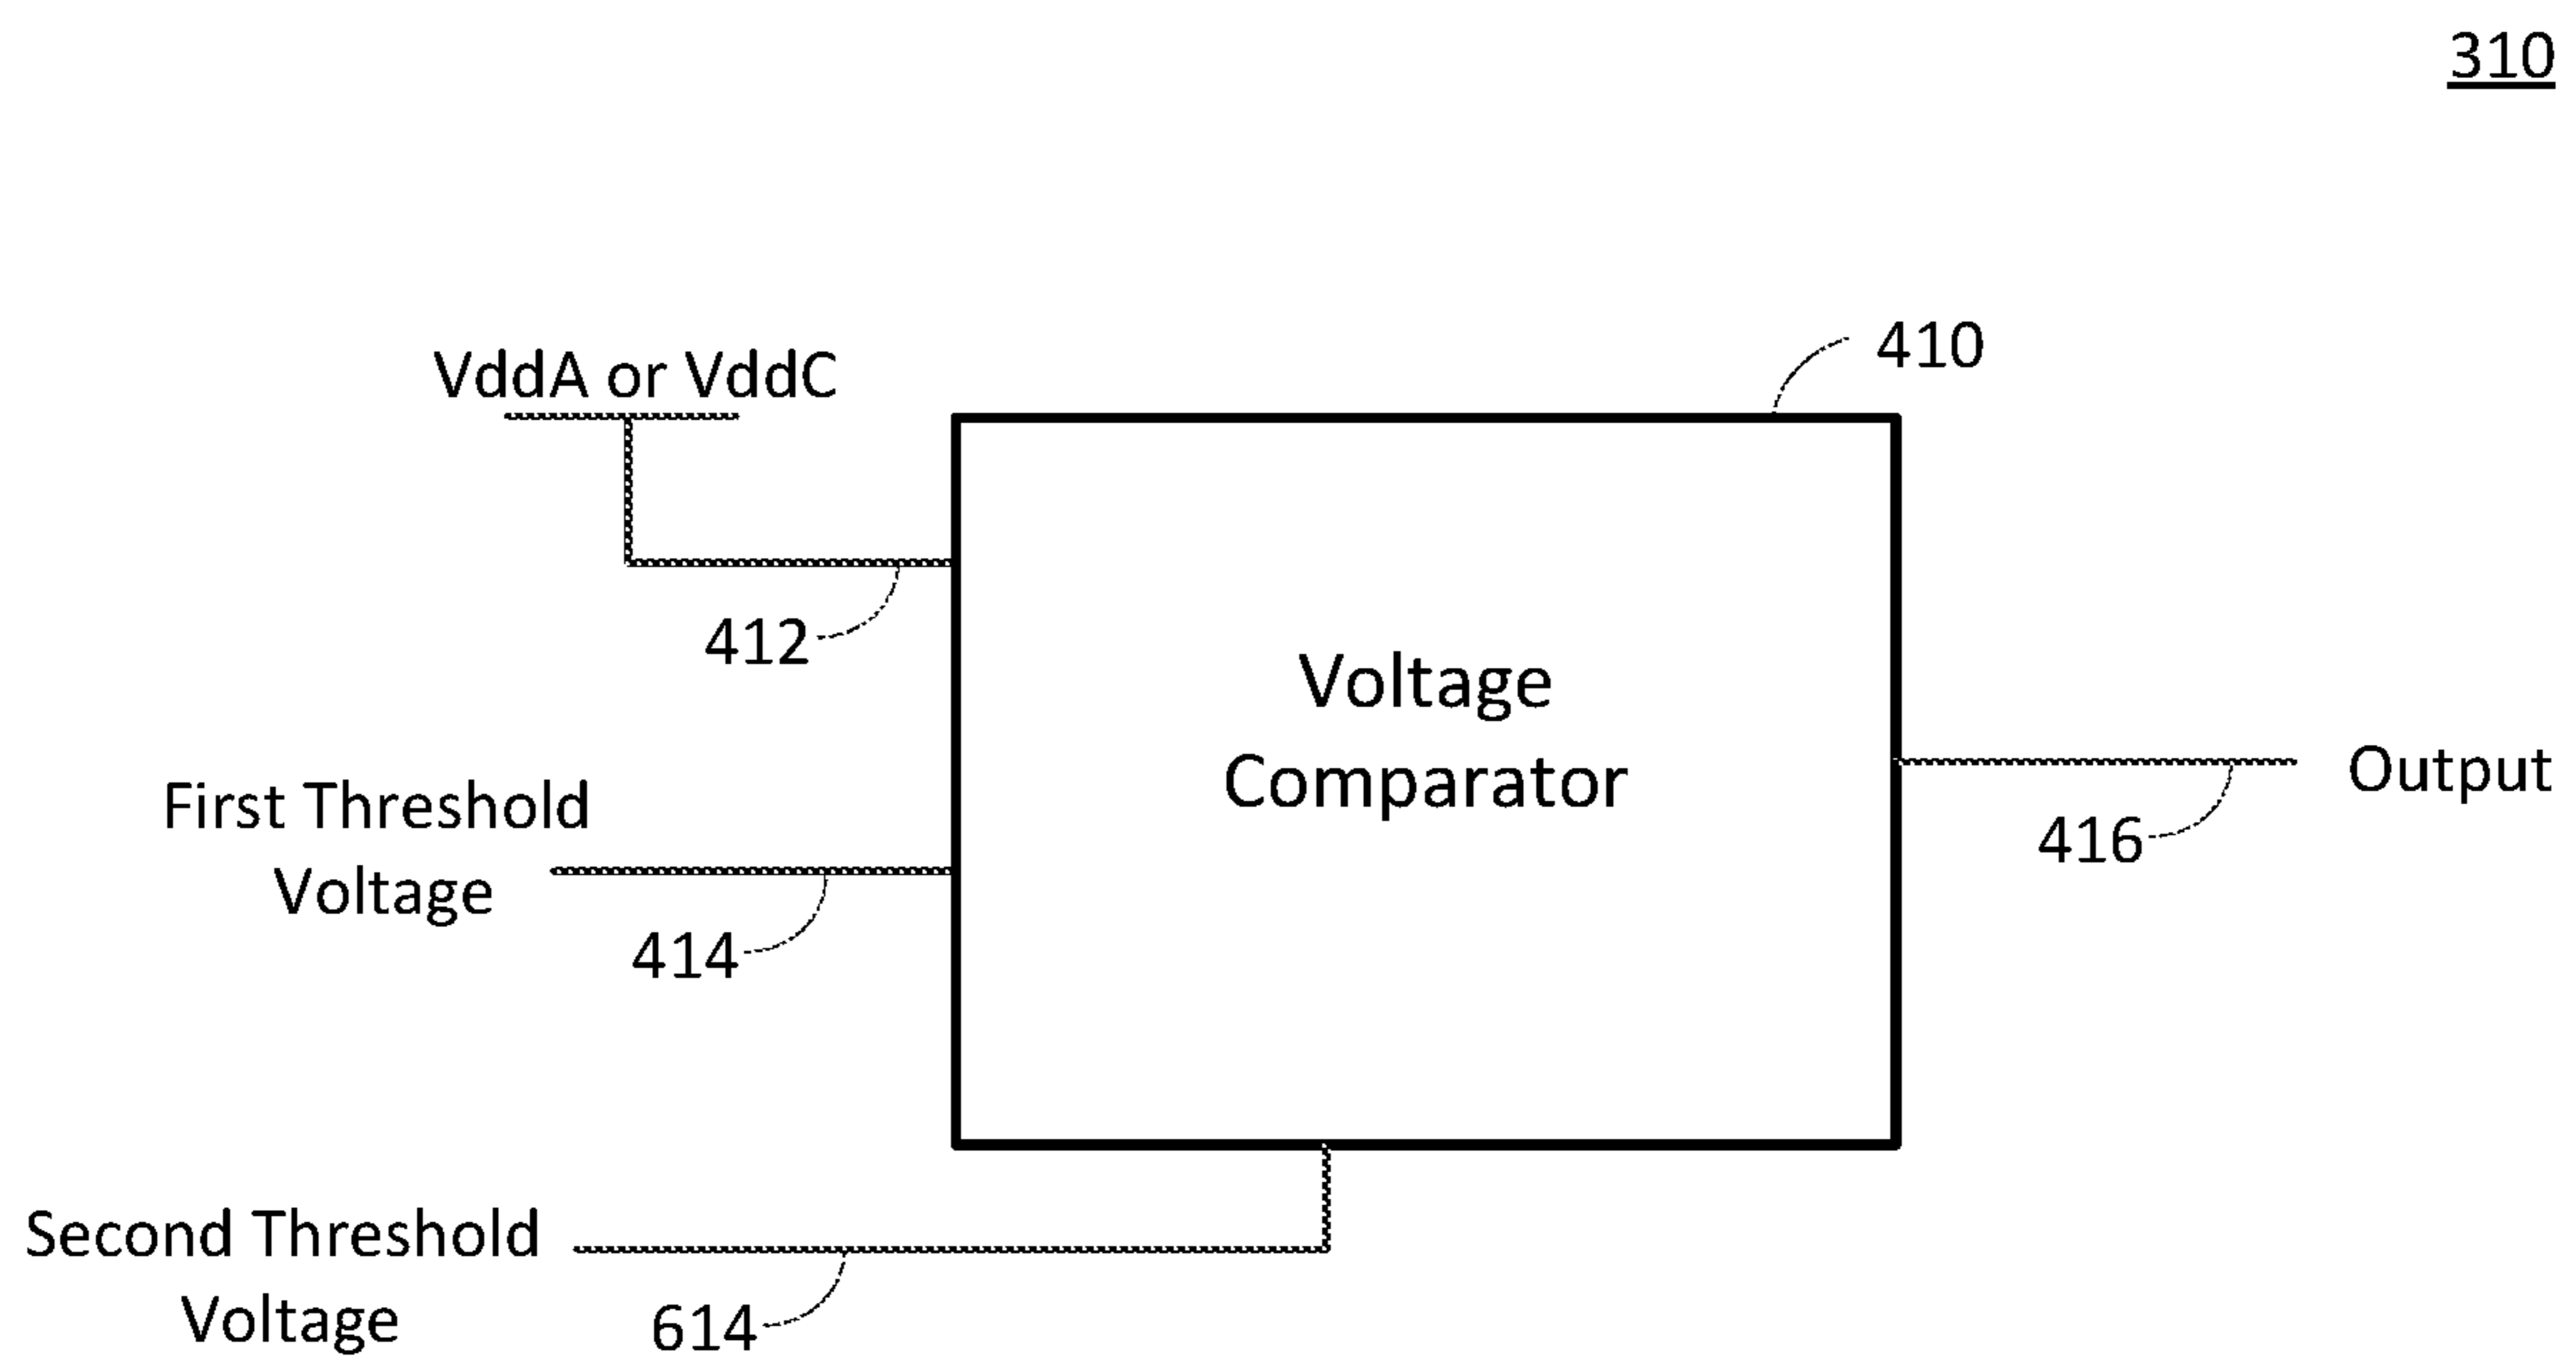 310
410
VddA or VddC
412
Voltage
Comparator
First Threshold
Voltage
414
Output
416
Second Threshold
Voltage
614